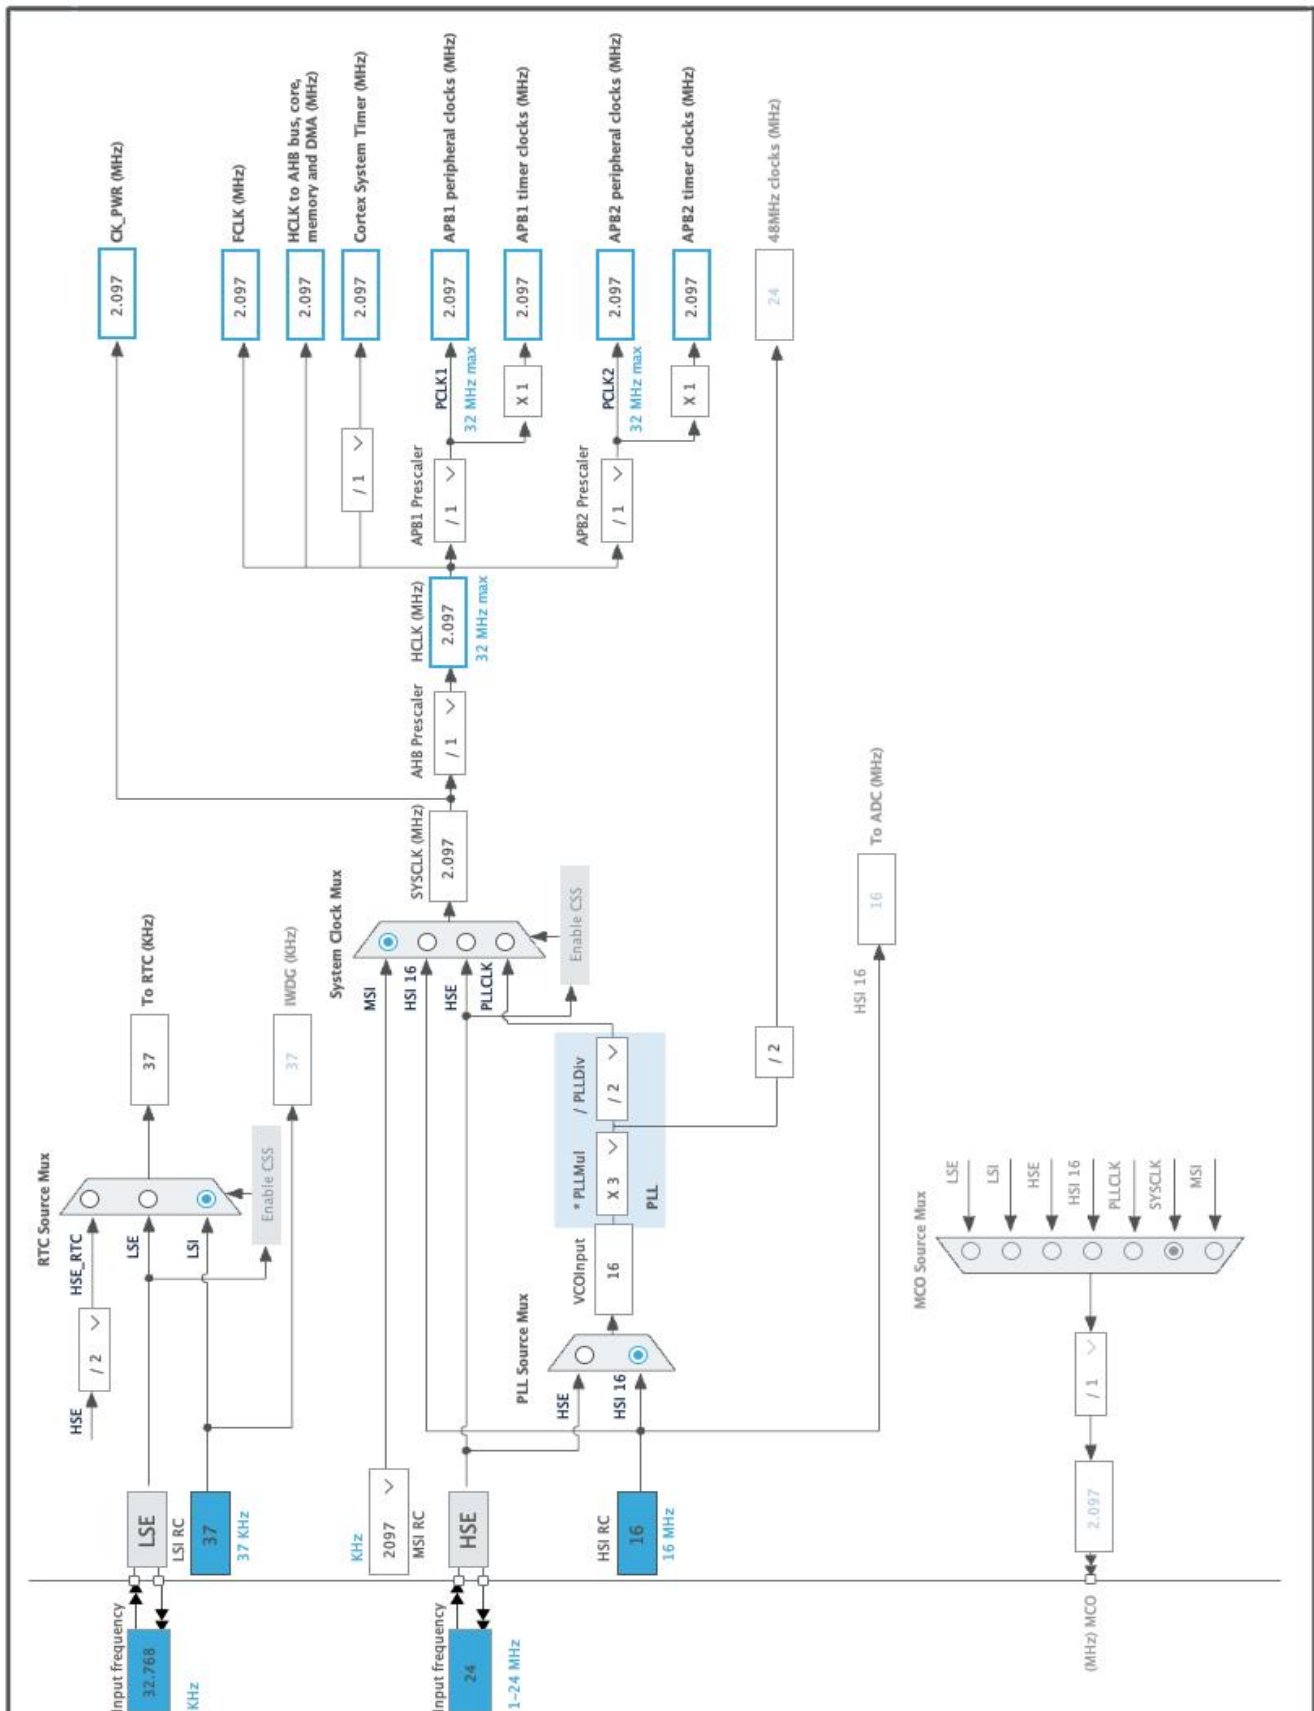 RTC Source Mux
HSE
/ 2
HSE_RTC
LSE
LSI
Enable CSS
37
To RTC (KHz)
37
IWDG (KHz)
Input frequency
32.768
KHz
LSE
LSI RC
37
37 KHz
KHz
2097
MSI RC
Input frequency
24
1-24 MHz
HSE
HSI RC
16
16 MHz
PLL Source Mux
HSE
HSI 16
VCOInput
16
* PLLMul
X 3
/ PLLDiv
/ 2
PLL
System Clock Mux
MSI
HSI 16
HSE
PLLCLK
Enable CSS
SYSCLK (MHz)
2.097
AHB Prescaler
/ 1
HCLK (MHz)
2.097
32 MHz max
2.097
CK_PWR (MHz)
2.097
FCLK (MHz)
2.097
HCLK to AHB bus, core,
memory and DMA (MHz)
/ 1
2.097
Cortex System Timer (MHz)
APB1 Prescaler
/ 1
PCLK1
32 MHz max
2.097
APB1 peripheral clocks (MHz)
X 1
2.097
APB1 timer clocks (MHz)
APB2 Prescaler
/ 1
PCLK2
32 MHz max
2.097
APB2 peripheral clocks (MHz)
X 1
2.097
APB2 timer clocks (MHz)
/ 2
24
48MHz clocks (MHz)
HSI 16
16
To ADC (MHz)
MCO Source Mux
LSE
LSI
HSE
HSI 16
PLLCLK
SYSCLK
MSI
/ 1
2.097
(MHz) MCO